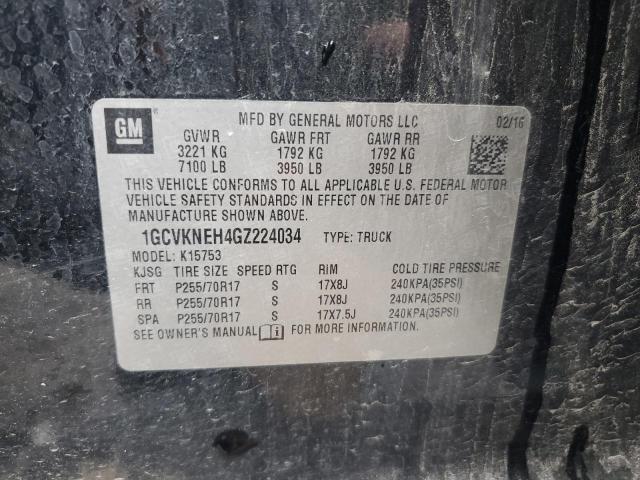 GM
MFD BY GENERAL MOTORS LLC 02/16
GVWR GAWR FRT GAWR RR
3221 KG 1792 KG 1792 KG
7100 LB 3950 LB 3950 LB
THIS VEHICLE CONFORMS TO ALL APPLICABLE U.S. FEDERAL MOTOR
VEHICLE SAFETY STANDARDS IN EFFECT ON THE DATE OF
MANUFACTURE SHOWN ABOVE.
1GCVKNEH4GZ224034 TYPE: TRUCK
MODEL: K15753
KJSG TIRE SIZE SPEED RTG RIM COLD TIRE PRESSURE
FRT P255/70R17 S 17X8J 240KPA(35PSI)
RR P255/70R17 S 17X8J 240KPA(35PSI)
SPA P255/70R17 S 17X7.5J 240KPA(35PSI)
SEE OWNER'S MANUAL FOR MORE INFORMATION.